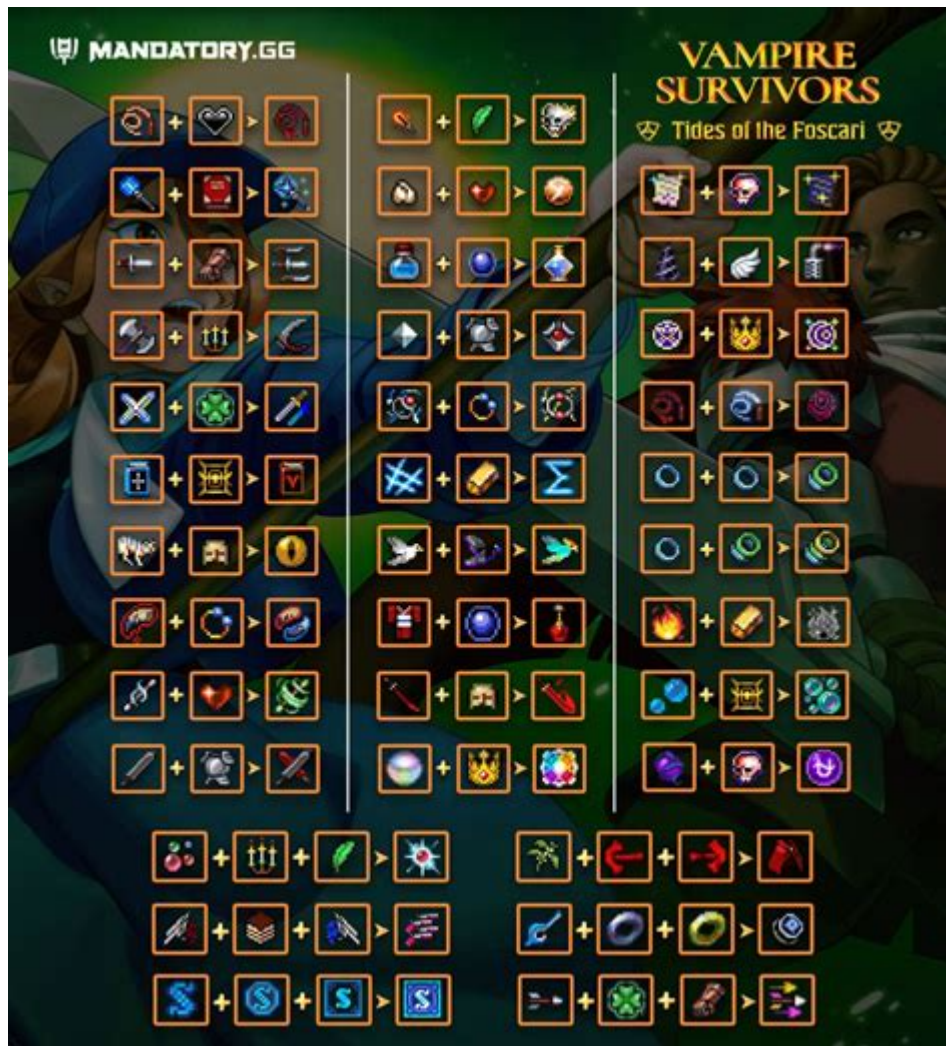 MANDATORY.GG
VAMPIRE
SURVIVORS
Tides of the Foscari